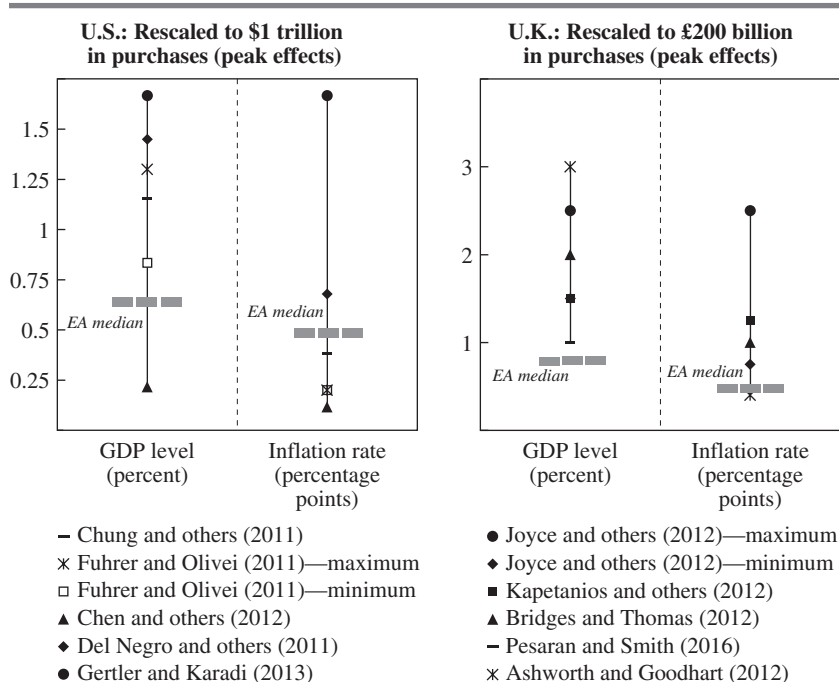 U.S.: Rescaled to $1 trillion
in purchases (peak effects)
1.5
1.25
1
0.75
0.5
0.25
EA median
EA median
GDP level
(percent)
Inflation rate
(percentage
points)
Chung and others (2011)
Fuhrer and Olivei (2011)—maximum
Fuhrer and Olivei (2011)—minimum
Chen and others (2012)
Del Negro and others (2011)
Gertler and Karadi (2013)
U.K.: Rescaled to £200 billion
in purchases (peak effects)
3
2
1
EA median
EA median
GDP level
(percent)
Inflation rate
(percentage
points)
Joyce and others (2012)—maximum
Joyce and others (2012)—minimum
Kapetanios and others (2012)
Bridges and Thomas (2012)
Pesaran and Smith (2016)
Ashworth and Goodhart (2012)